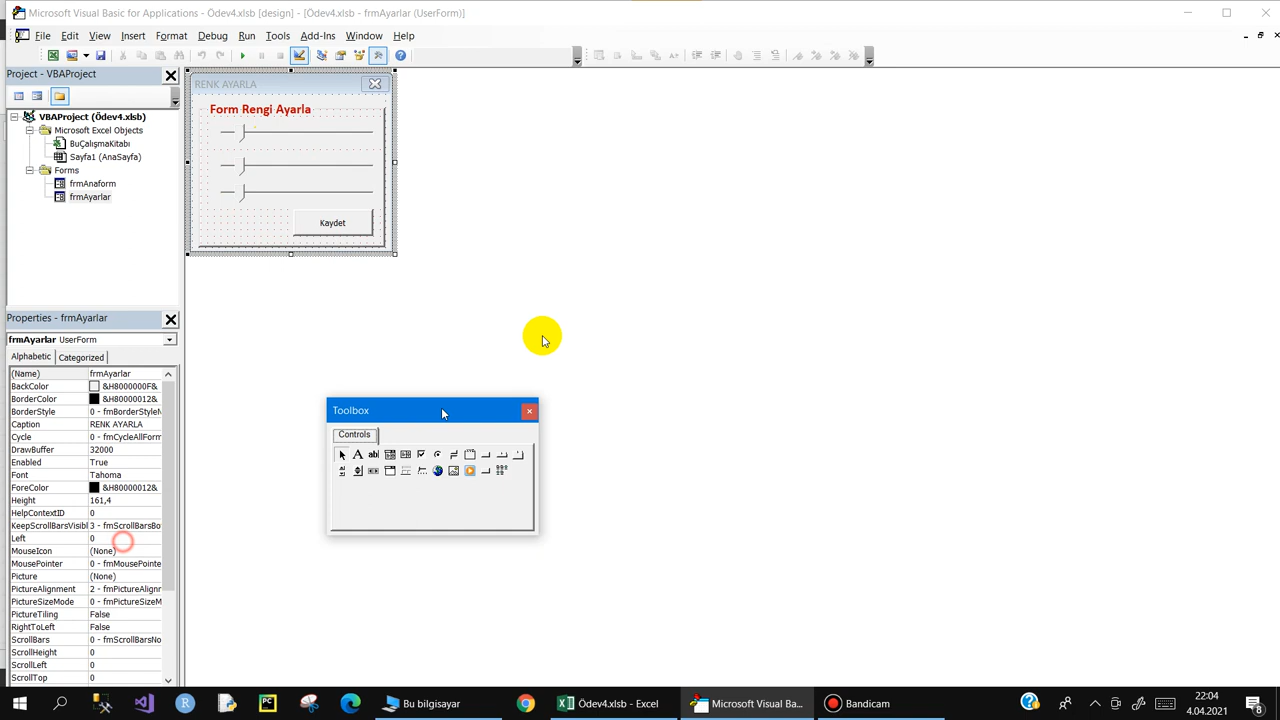 Microsoft Visual Basic for Applications - Ödev4.xlsb [design] - [Ödev4.xlsb - frmAyarlar (UserForm)]
File Edit View Insert Format Debug Run Tools Add-Ins Window Help
Project - VBAProject
VBAProject (Ödev4.xlsb)
Microsoft Excel Objects
BuÇalışmaKitabı
Sayfa1 (AnaSayfa)
Forms
frmAnaform
frmAyarlar
RENK AYARLA
Form Rengi Ayarla
Kaydet
Properties - frmAyarlar
frmAyarlar UserForm
Alphabetic Categorized
(Name) frmAyarlar
BackColor &H8000000F&
BorderColor &H80000012&
BorderStyle 0 - fmBorderStyleN
Caption RENK AYARLA
Cycle 0 - fmCycleAllForm
DrawBuffer 32000
Enabled True
Font Tahoma
ForeColor &H80000012&
Height 161,4
HelpContextID 0
KeepScrollBarsVisibl 3 - fmScrollBarsBo
Left 0
MouseIcon (None)
MousePointer 0 - fmMousePointe
Picture (None)
PictureAlignment 2 - fmPictureAlignr
PictureSizeMode 0 - fmPictureSizeM
PictureTiling False
RightToLeft False
ScrollBars 0 - fmScrollBarsNo
ScrollHeight 0
ScrollLeft 0
ScrollTop 0
Toolbox
Controls
Bu bilgisayar
Ödev4.xlsb - Excel
Microsoft Visual Ba...
Bandicam
22:04
4.04.2021
8